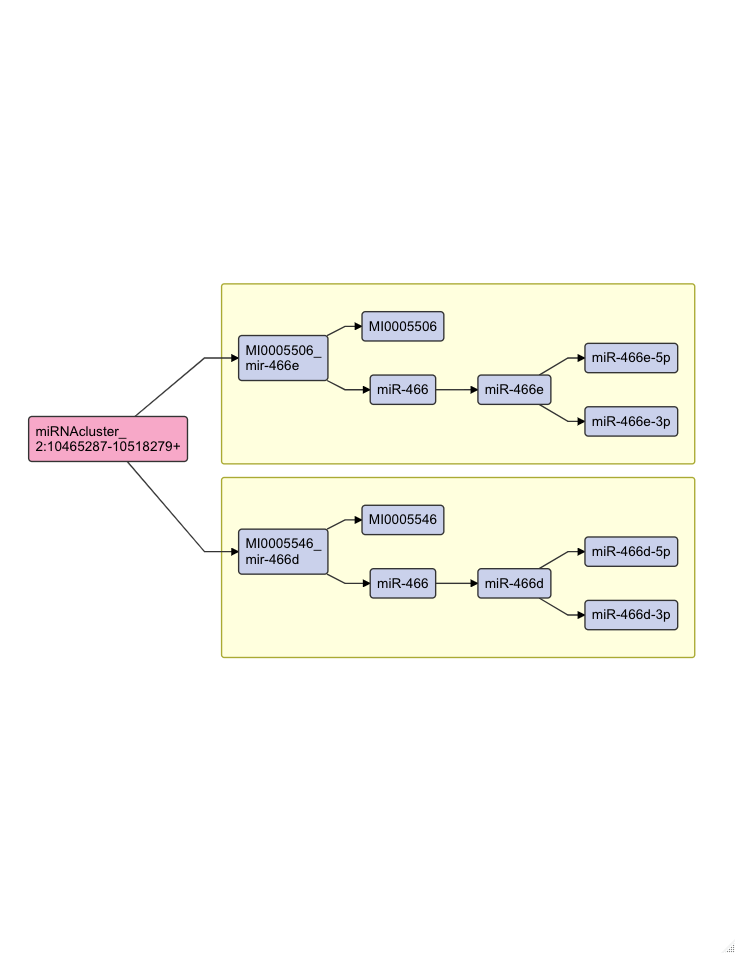 miRNAcluster_
2:10465287-10518279+
MI0005506_
mir-466e
MI0005506
miR-466
miR-466e
miR-466e-5p
miR-466e-3p
MI0005546_
mir-466d
MI0005546
miR-466
miR-466d
miR-466d-5p
miR-466d-3p